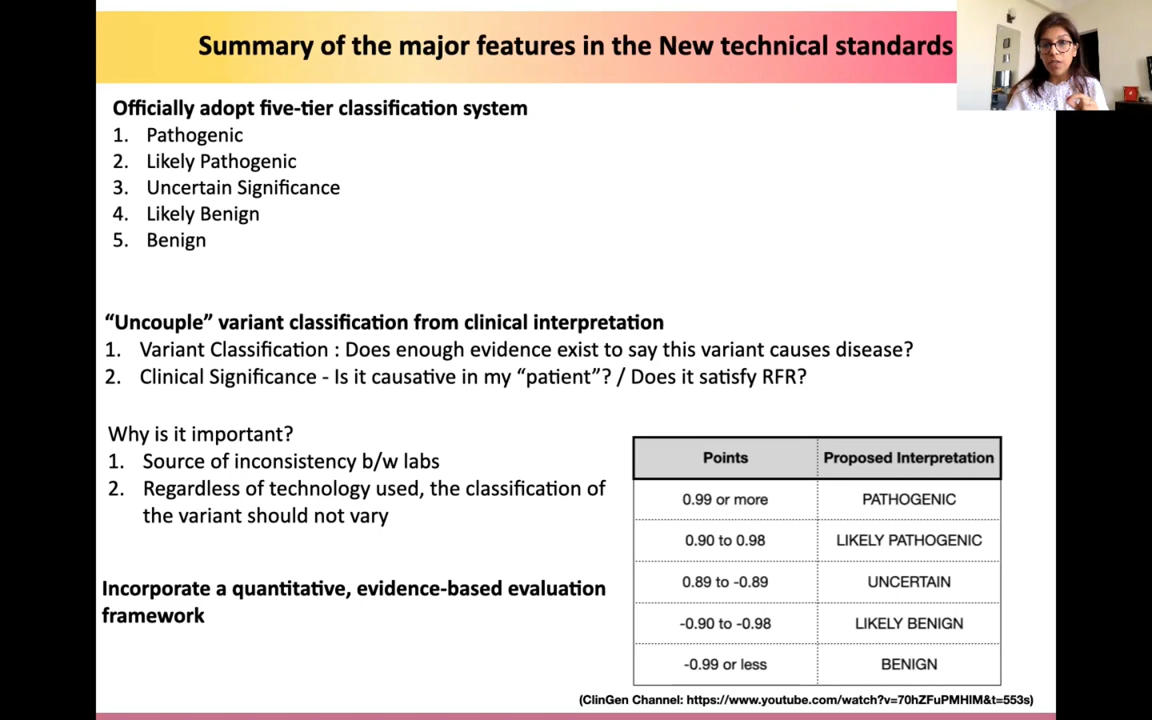 Summary of the major features in the New technical standards
Officially adopt five-tier classification system
1. Pathogenic
2. Likely Pathogenic
3. Uncertain Significance
4. Likely Benign
5. Benign
“Uncouple” variant classification from clinical interpretation
1. Variant Classification : Does enough evidence exist to say this variant causes disease?
2. Clinical Significance - Is it causative in my “patient”? / Does it satisfy RFR?
Why is it important?
1. Source of inconsistency b/w labs
2. Regardless of technology used, the classification of
the variant should not vary
Incorporate a quantitative, evidence-based evaluation
framework
Points Proposed Interpretation
0.99 or more PATHOGENIC
0.90 to 0.98 LIKELY PATHOGENIC
0.89 to -0.89 UNCERTAIN
-0.90 to -0.98 LIKELY BENIGN
-0.99 or less BENIGN
(ClinGen Channel: https://www.youtube.com/watch?v=70hZFuPMHlM&t=553s)